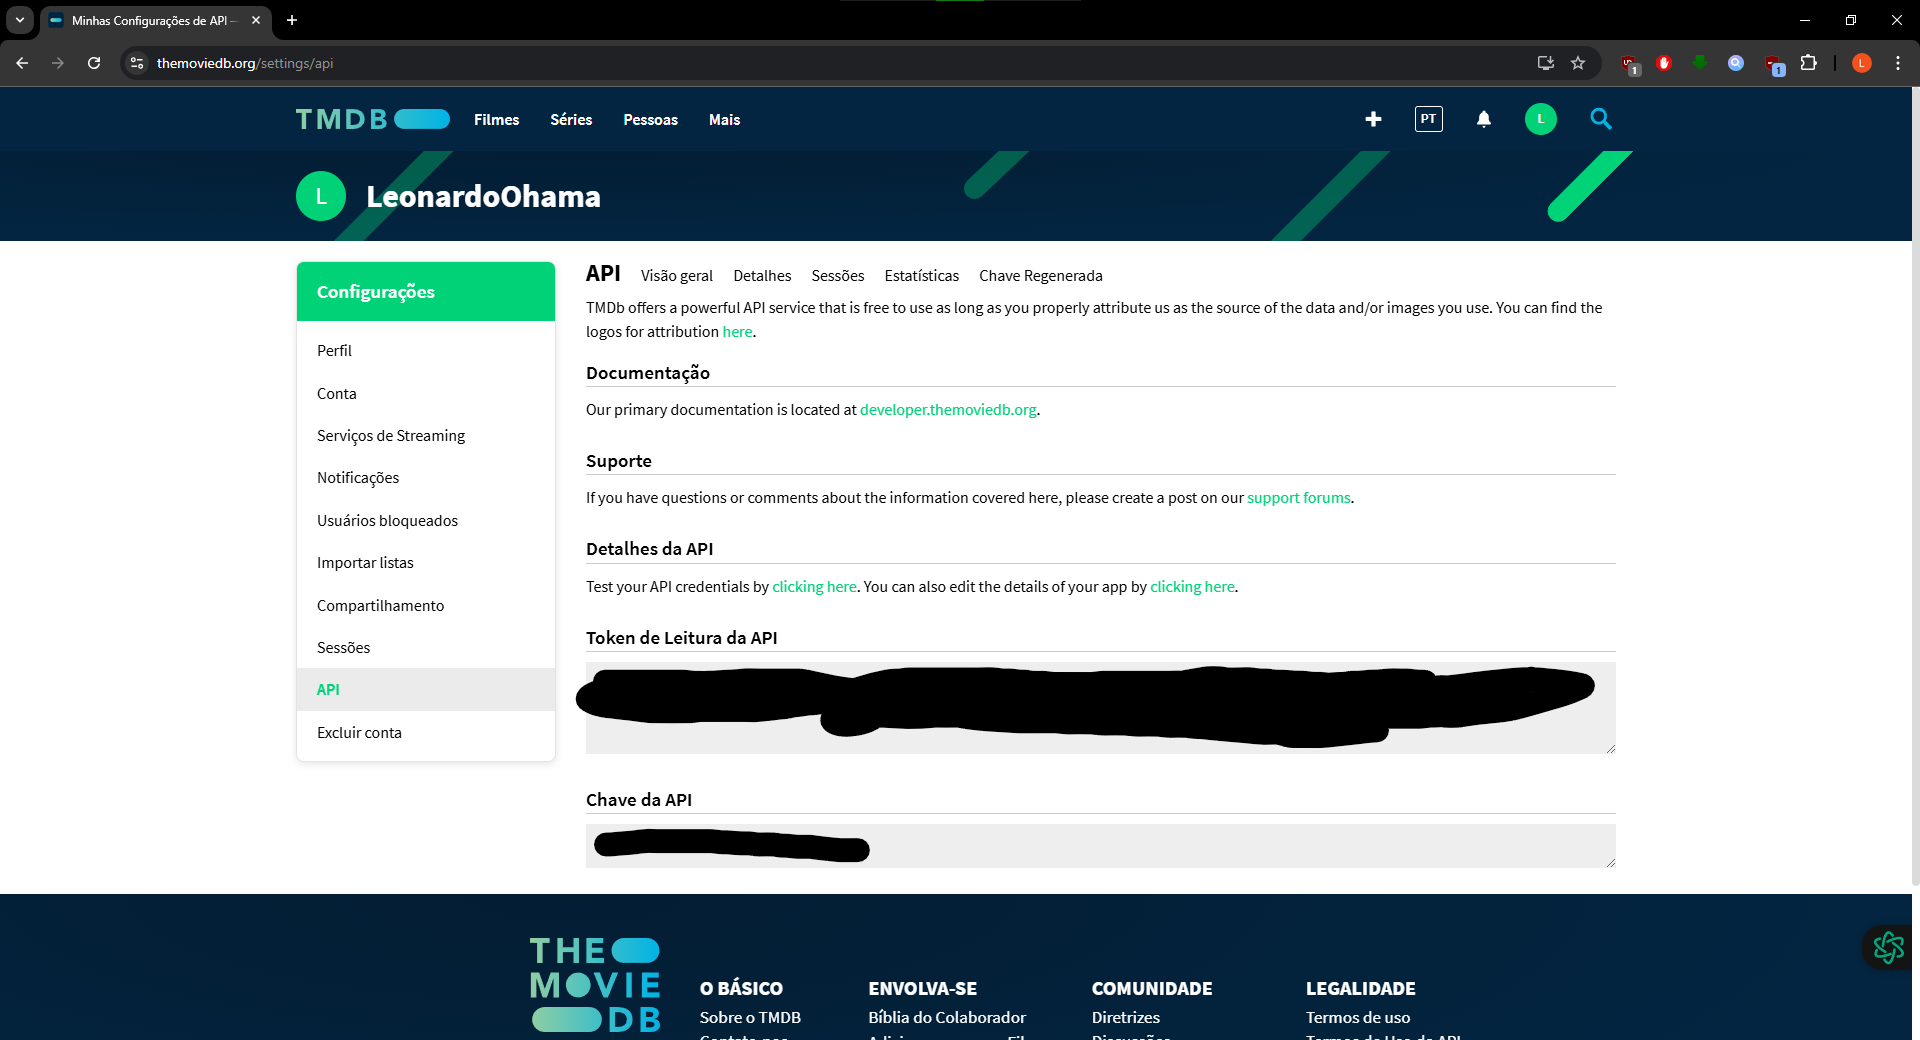 Minhas Configurações de API —
themoviedb.org/settings/api
1
1
L
TMDB
Filmes
Séries
Pessoas
Mais
PT
L
L
LeonardoOhama
Configurações
Perfil
Conta
Serviços de Streaming
Notificações
Usuários bloqueados
Importar listas
Compartilhamento
Sessões
API
Excluir conta
API
Visão geral
Detalhes
Sessões
Estatísticas
Chave Regenerada
TMDb offers a powerful API service that is free to use as long as you properly attribute us as the source of the data and/or images you use. You can find the
logos for attribution here.
Documentação
Our primary documentation is located at developer.themoviedb.org.
Suporte
If you have questions or comments about the information covered here, please create a post on our support forums.
Detalhes da API
Test your API credentials by clicking here. You can also edit the details of your app by clicking here.
Token de Leitura da API
Chave da API
THE
MOVIE
DB
O BÁSICO
Sobre o TMDB
ENVOLVA-SE
Bíblia do Colaborador
COMUNIDADE
Diretrizes
LEGALIDADE
Termos de uso